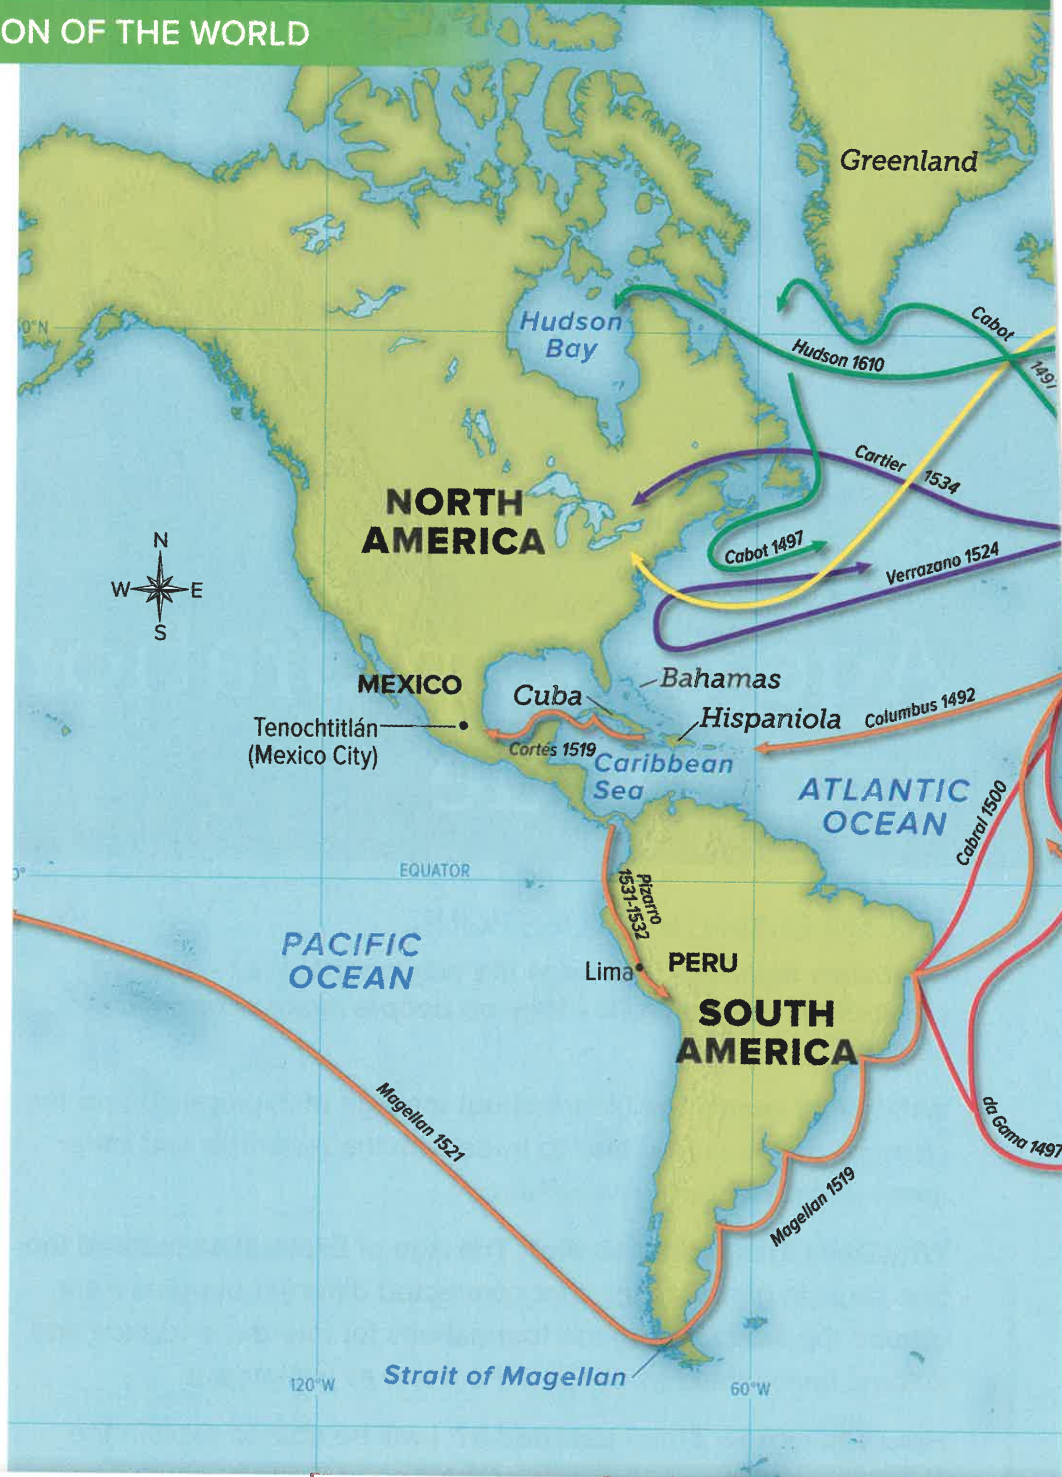 ON OF THE WORLD
Greenland
0°N
Hudson
Bay
Cabot
1497
Hudson 1610
Cartier 1534
NORTH
AMERICA
Cabot 1497
Verrazano 1524
N
W E
S
MEXICO
Cuba
Bahamas
Hispaniola
Columbus 1492
Tenochtitlán
(Mexico City)
Cortés 1519
Caribbean
Sea
ATLANTIC
OCEAN
Cabral 1500
EQUATOR
0°
Pizarro
1531-1532
PACIFIC
OCEAN
Lima
PERU
SOUTH
AMERICA
Magellan 1521
da Gama 1497
Magellan 1519
Strait of Magellan
120°W
60°W